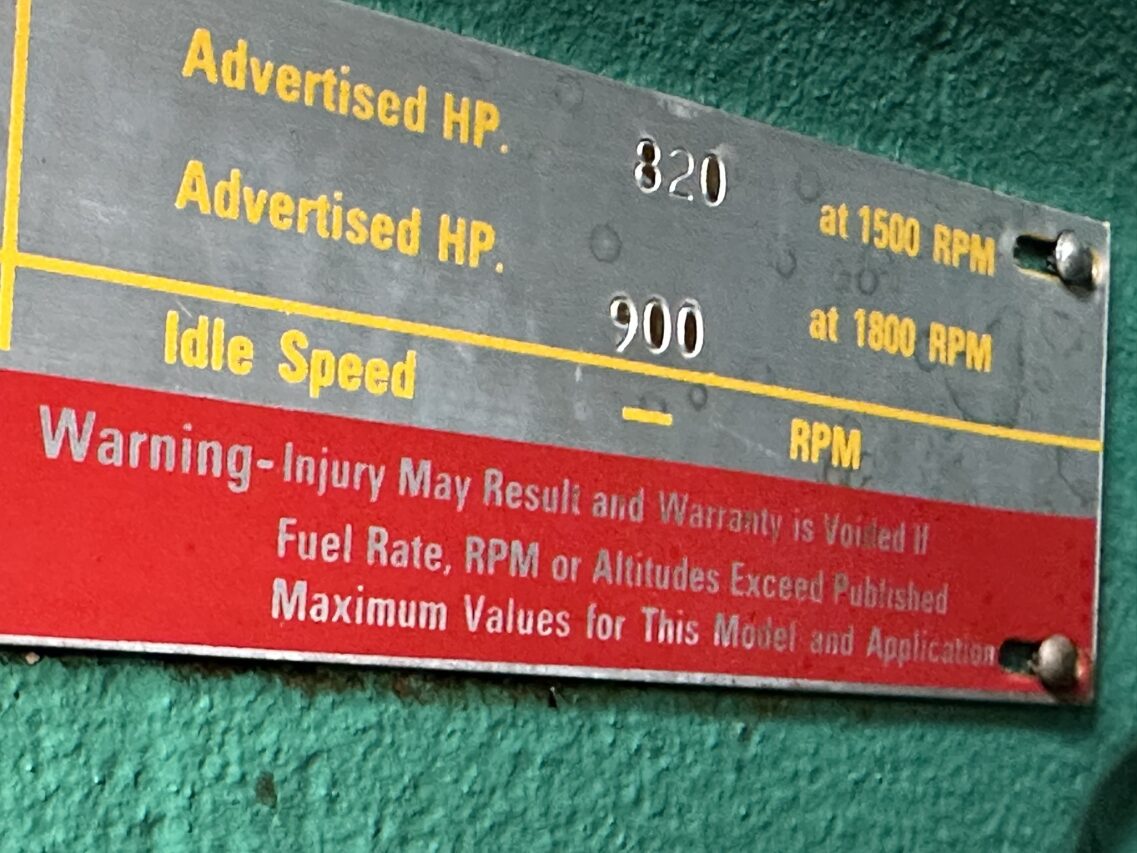 Advertised HP. 820 at 1500 RPM
Advertised HP. 900 at 1800 RPM
Idle Speed — RPM
Warning-Injury May Result and Warranty is Voided If
Fuel Rate, RPM or Altitudes Exceed Published
Maximum Values for This Model and Application